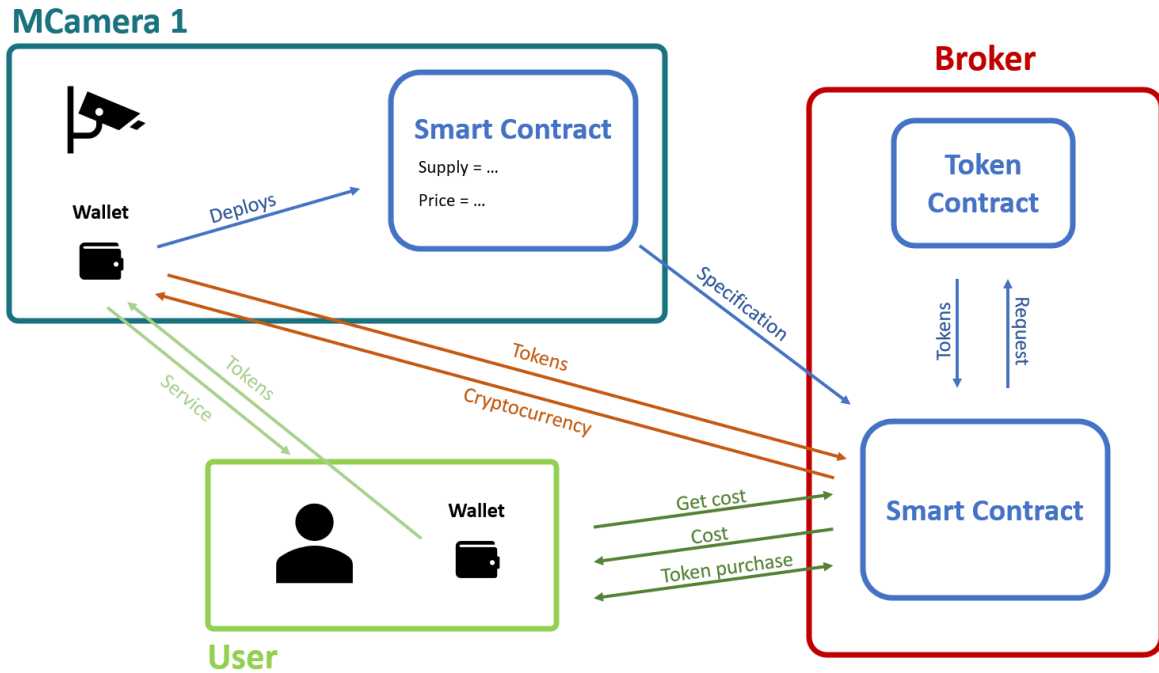 MCamera 1
Broker
Smart Contract
Supply = ...
Price = ...
Token
Contract
Wallet
Deploys
Specification
Tokens
Request
Tokens
Cryptocurrency
Tokens
Service
Wallet
Get cost
Cost
Token purchase
Smart Contract
User